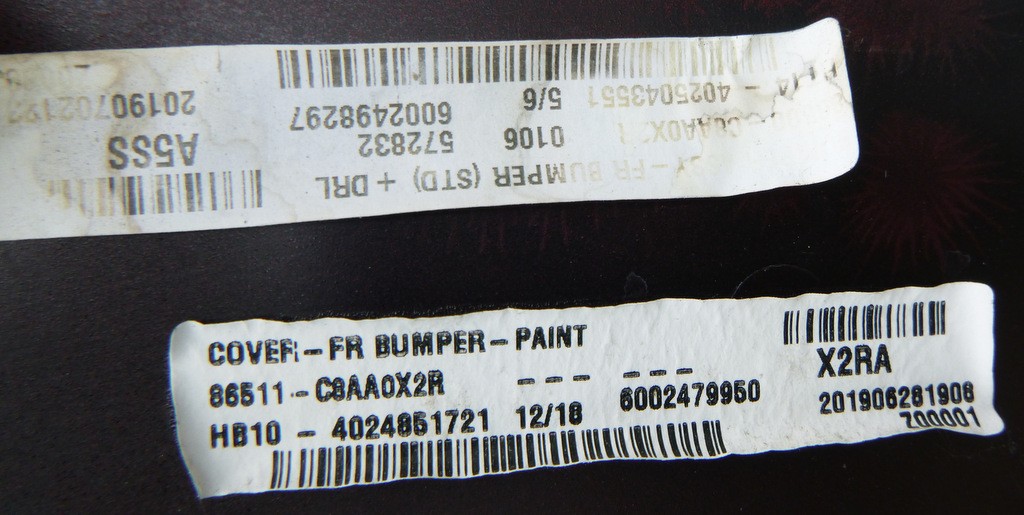 FR BUMPER (STD) + DRL
0106 572832
A5SS
4025043551 5/6 6002498297
COVER-FR BUMPER-PAINT
86511-C8AA0X2R --- ---
X2RA
HB10 - 4024851721 12/18 6002479950
201906281908
Z00001